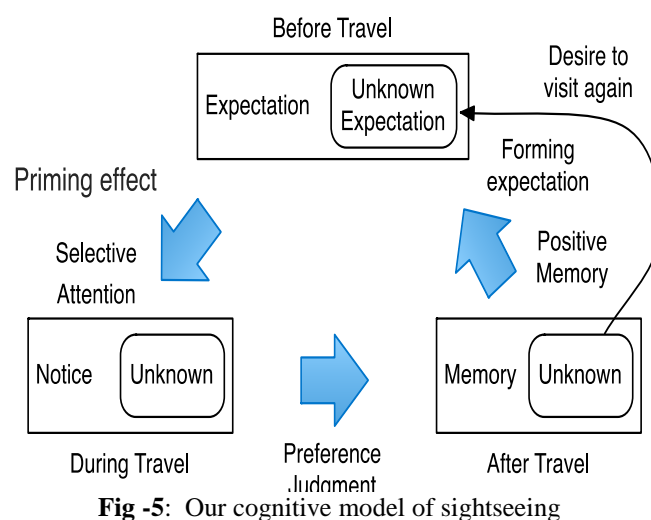 Before Travel
Desire to
visit again
Expectation
Unknown
Expectation
Forming
expectation
Priming effect
Selective
Attention
Positive
Memory
Notice
Unknown
Memory
Unknown
During Travel
Preference
Judgment
After Travel
Fig -5: Our cognitive model of sightseeing